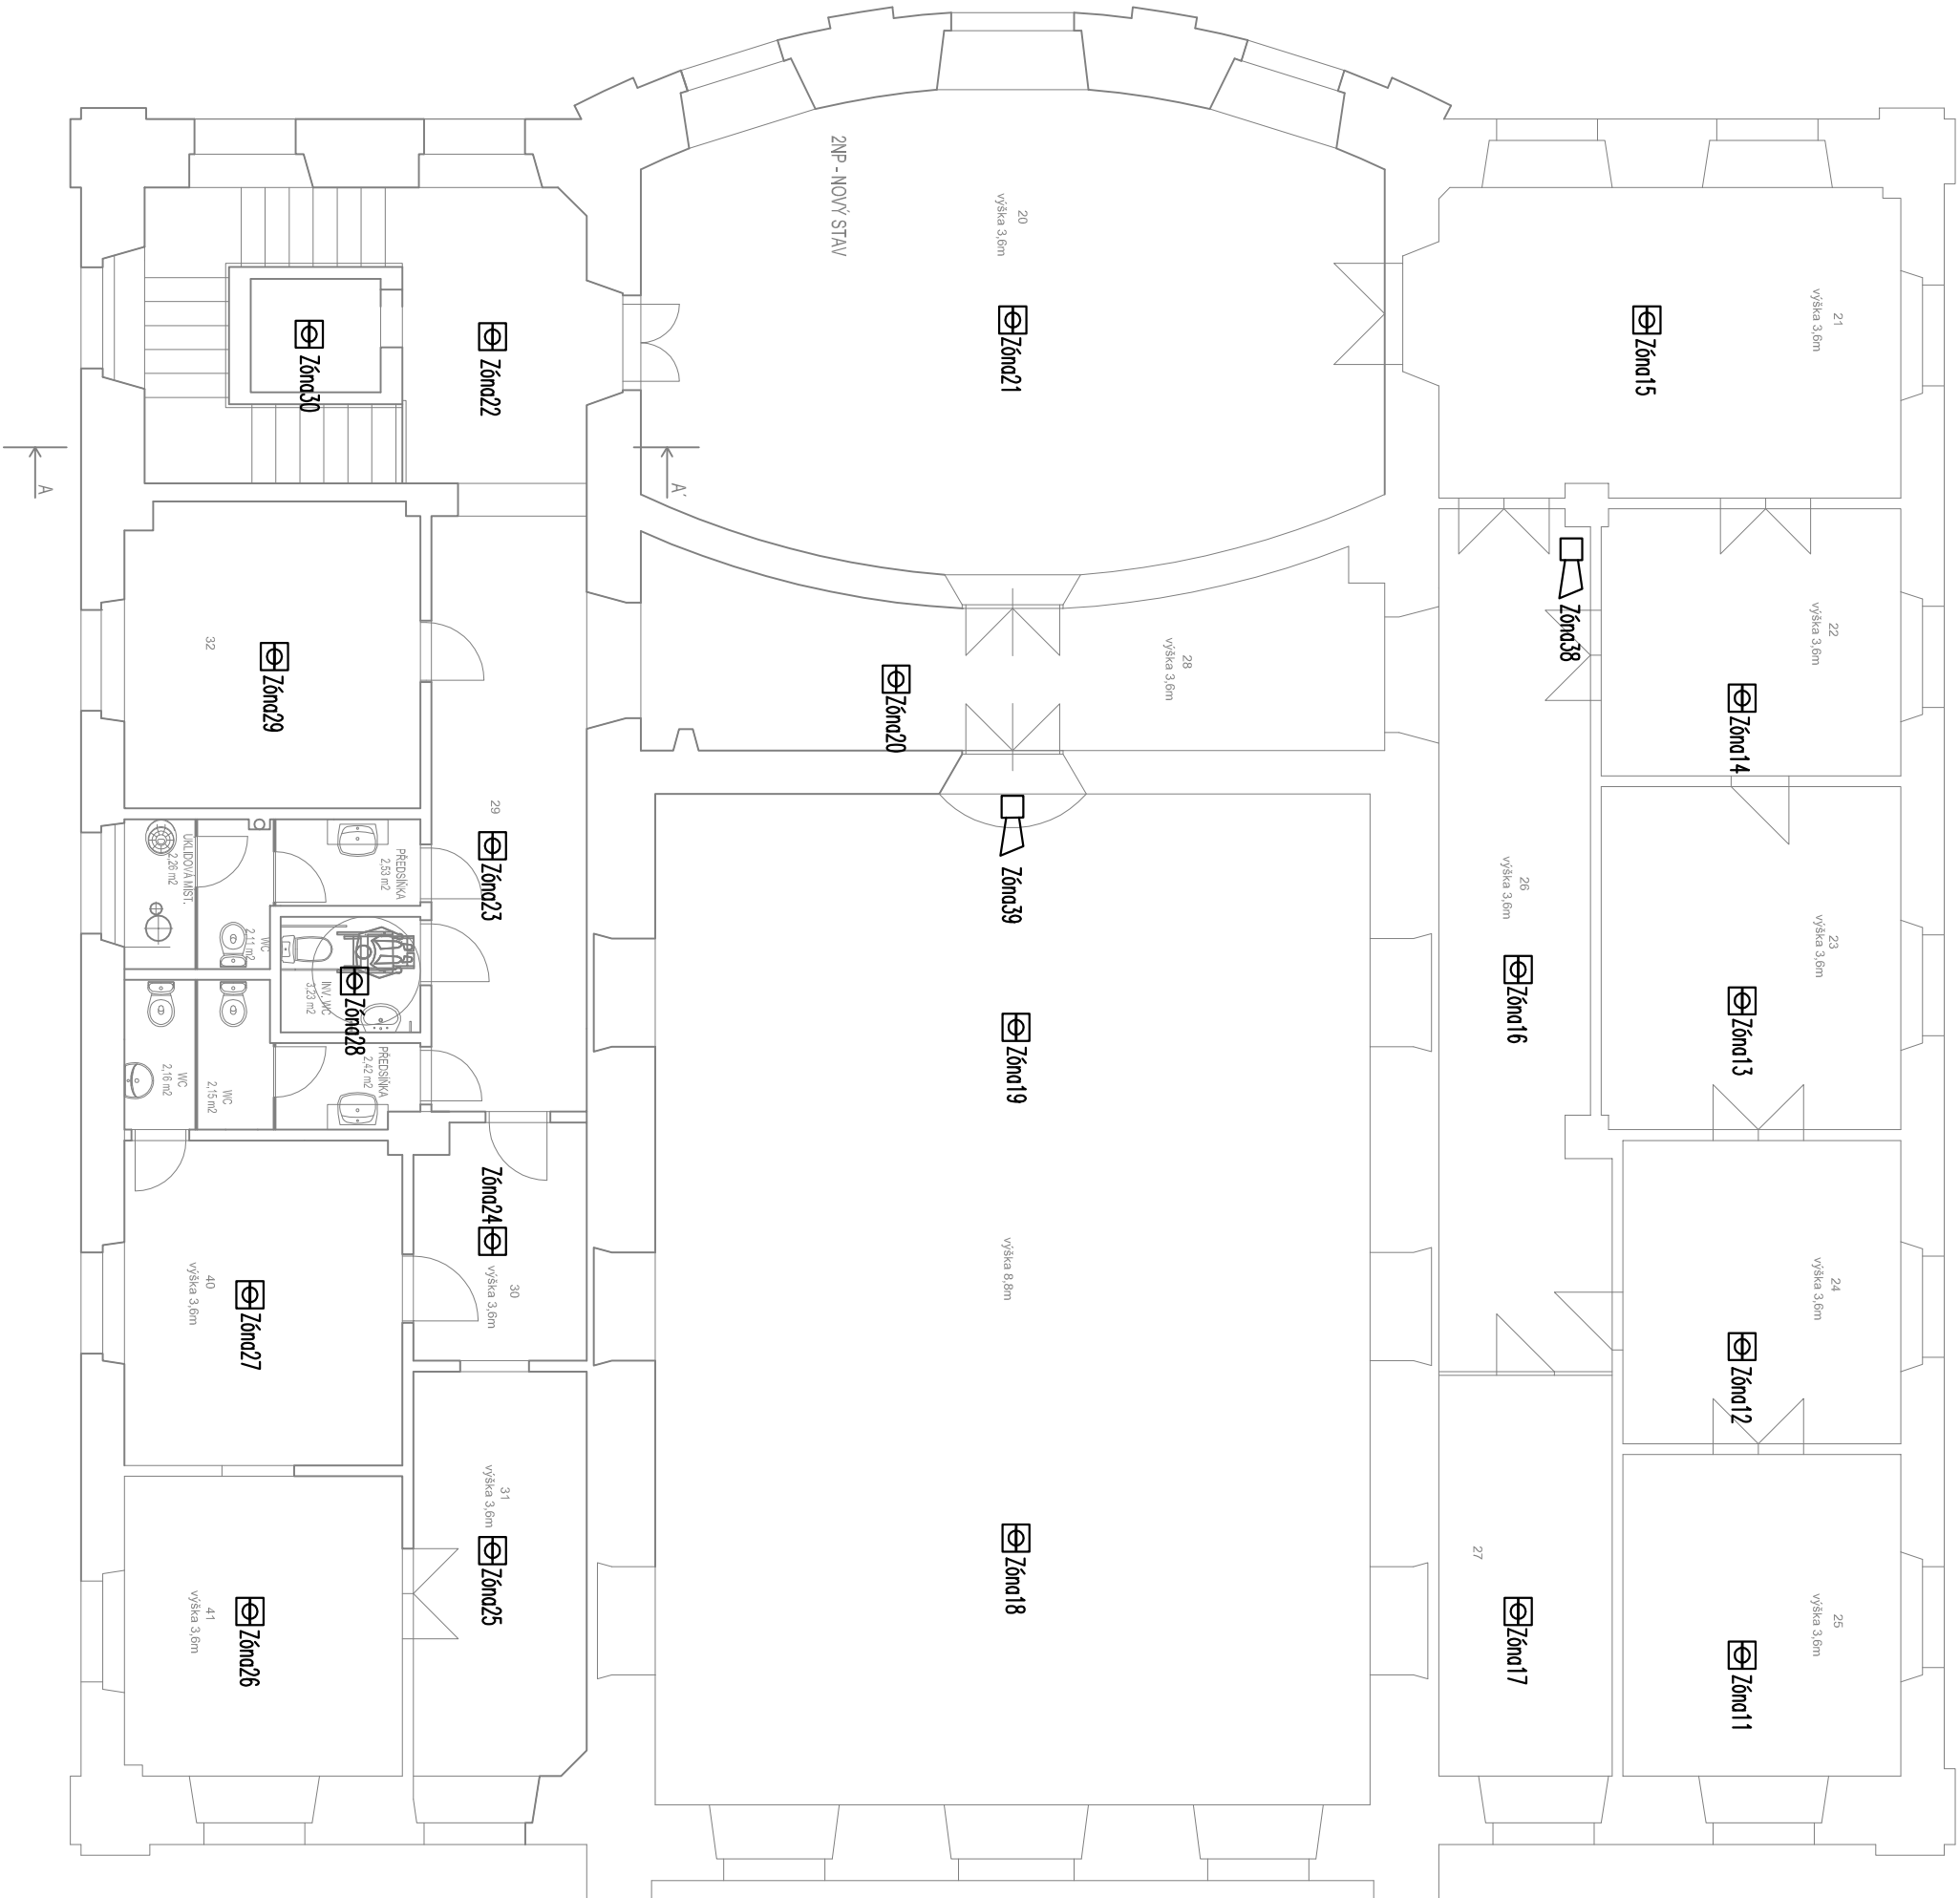 2NP - NOVÝ STAV
20
výška 3,6m
Zóna21
21
výška 3,6m
Zóna15
Zóna30
Zóna22
A
A´
32
Zóna29
28
výška 3,6m
Zóna20
Zóna38
22
výška 3,6m
Zóna14
29
Zóna23
UKLIDOVÁ MÍST.
2,26 m2
PŘEDSÍŇKA
2,53 m2
WC
2,11 m2
INV. WC
3,23 m2
Zóna28
WC
2,16 m2
WC
2,15 m2
PŘEDSÍŇKA
2,42 m2
Zóna39
Zóna19
26
výška 3,6m
Zóna16
23
výška 3,6m
Zóna13
Zóna24
30
výška 3,6m
40
výška 3,6m
Zóna27
výška 8,8m
24
výška 3,6m
Zóna12
31
výška 3,6m
Zóna25
41
výška 3,6m
Zóna26
Zóna18
27
Zóna17
25
výška 3,6m
Zóna11